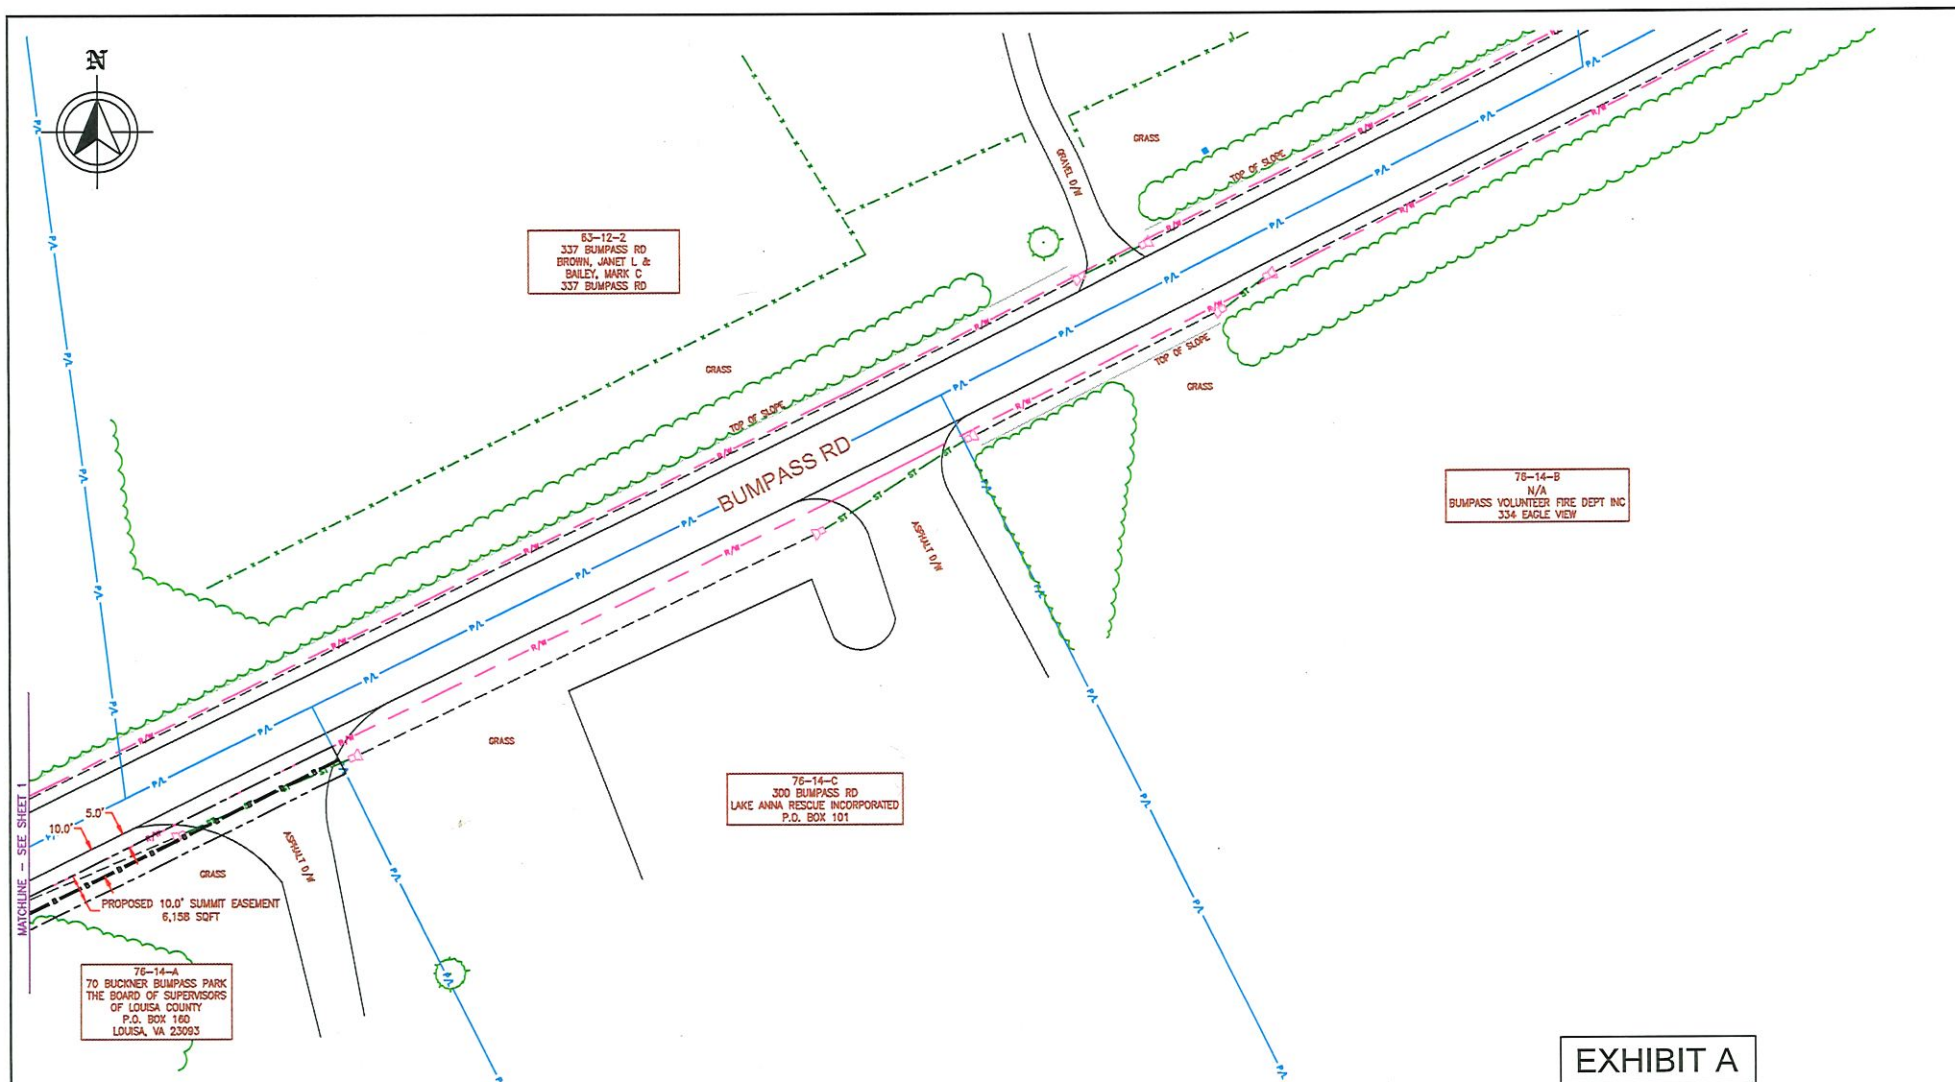 N
63-12-2
337 BUMPASS RD
BROWN, JANET L &
BAILEY, MARK C
337 BUMPASS RD
GRASS
GRAVEL D/W
TOP OF SLOPE
GRASS
TOP OF SLOPE
TOP OF SLOPE
GRASS
BUMPASS RD
ASPHALT D/W
76-14-B
N/A
BUMPASS VOLUNTEER FIRE DEPT INC
334 EAGLE VIEW
GRASS
76-14-C
300 BUMPASS RD
LAKE ANNA RESCUE INCORPORATED
P.O. BOX 101
MATCHLINE - SEE SHEET 1
5.0'
10.0'
ASPHALT D/W
GRASS
PROPOSED 10.0' SUMMIT EASEMENT
6,158 SQFT
76-14-A
70 BUCKNER BUMPASS PARK
THE BOARD OF SUPERVISORS
OF LOUISA COUNTY
P.O. BOX 160
LOUISA, VA 23093
P/L
R/W
ST
EXHIBIT A